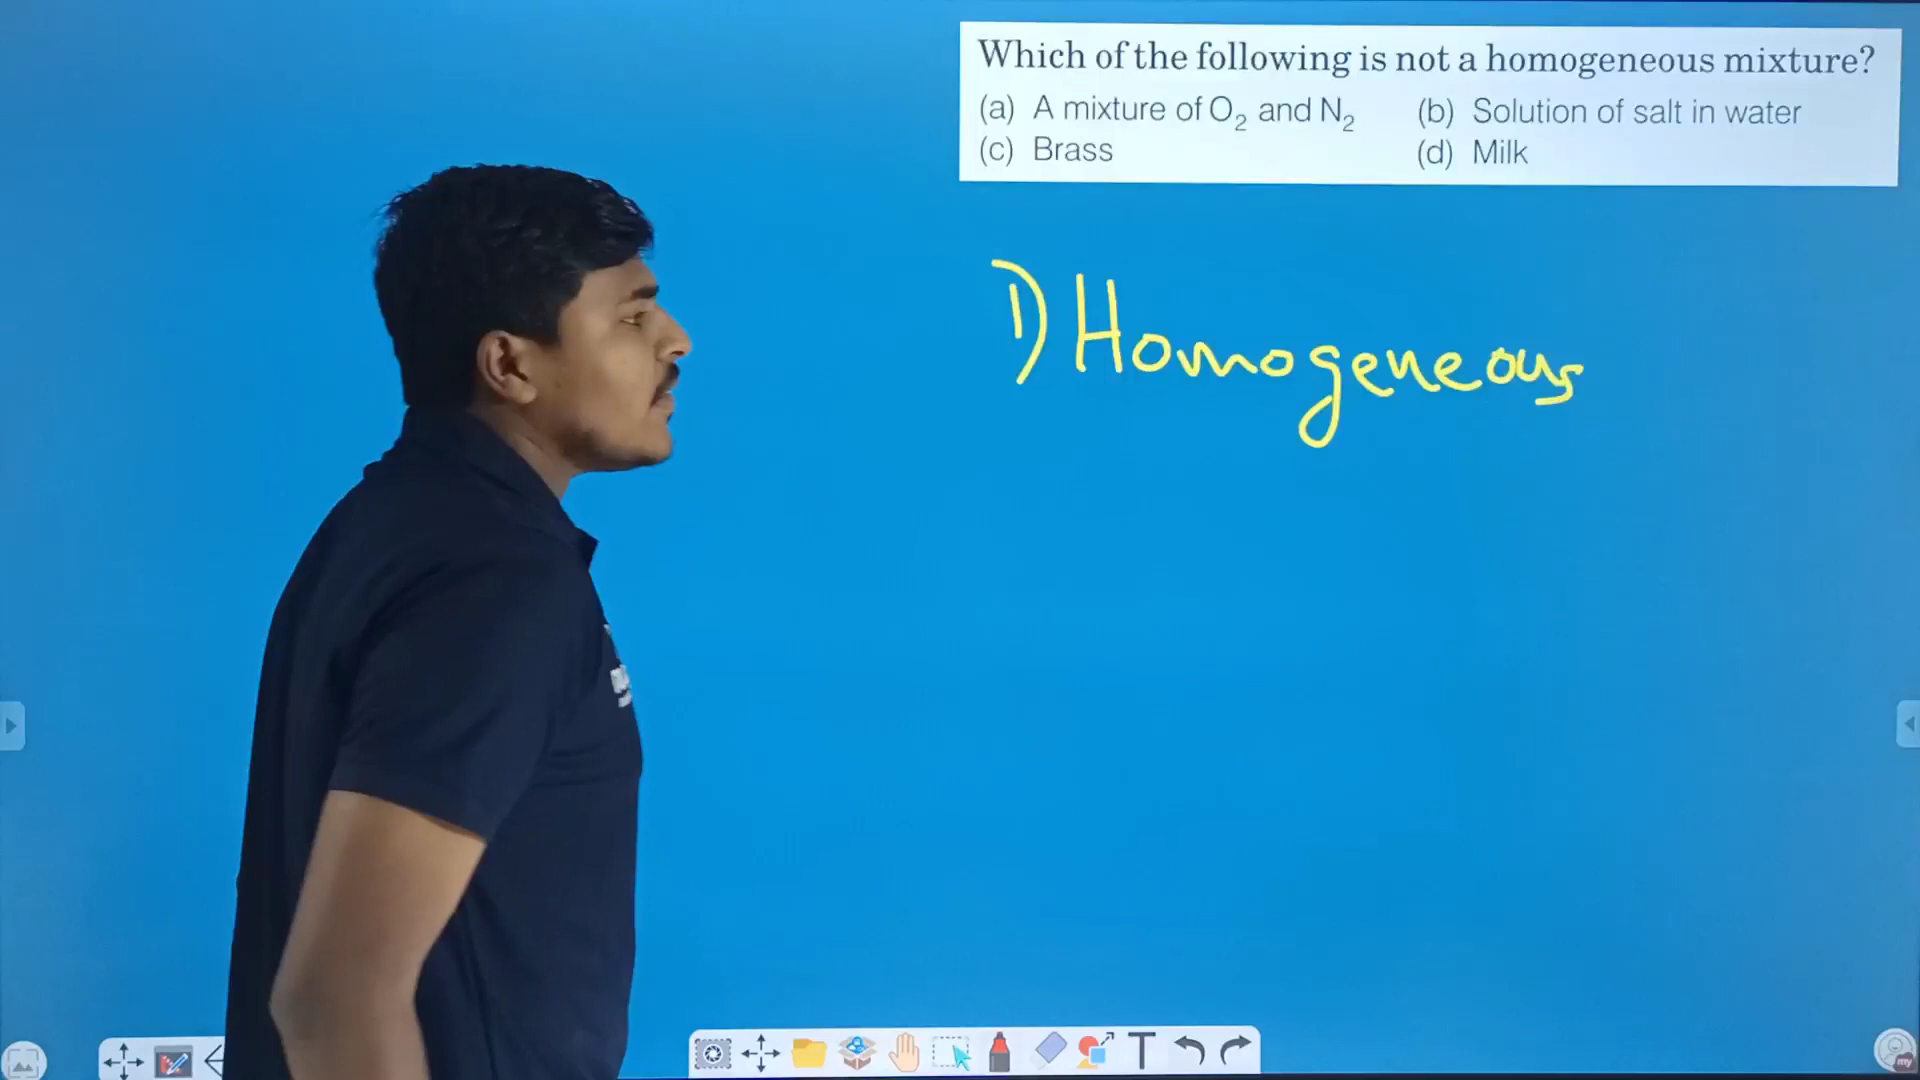 Which of the following is not a homogeneous mixture?
(a) A mixture of O₂ and N₂ (b) Solution of salt in water
(c) Brass (d) Milk
1) Homogeneous